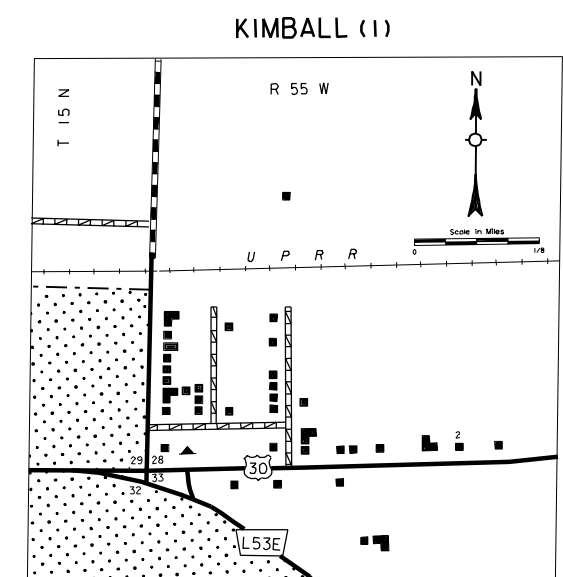 KIMBALL (1)
N
R 55 W
T 15 N
Scale in Miles
0 1/8
U P R R
2
29 28
30
33
32
L53E